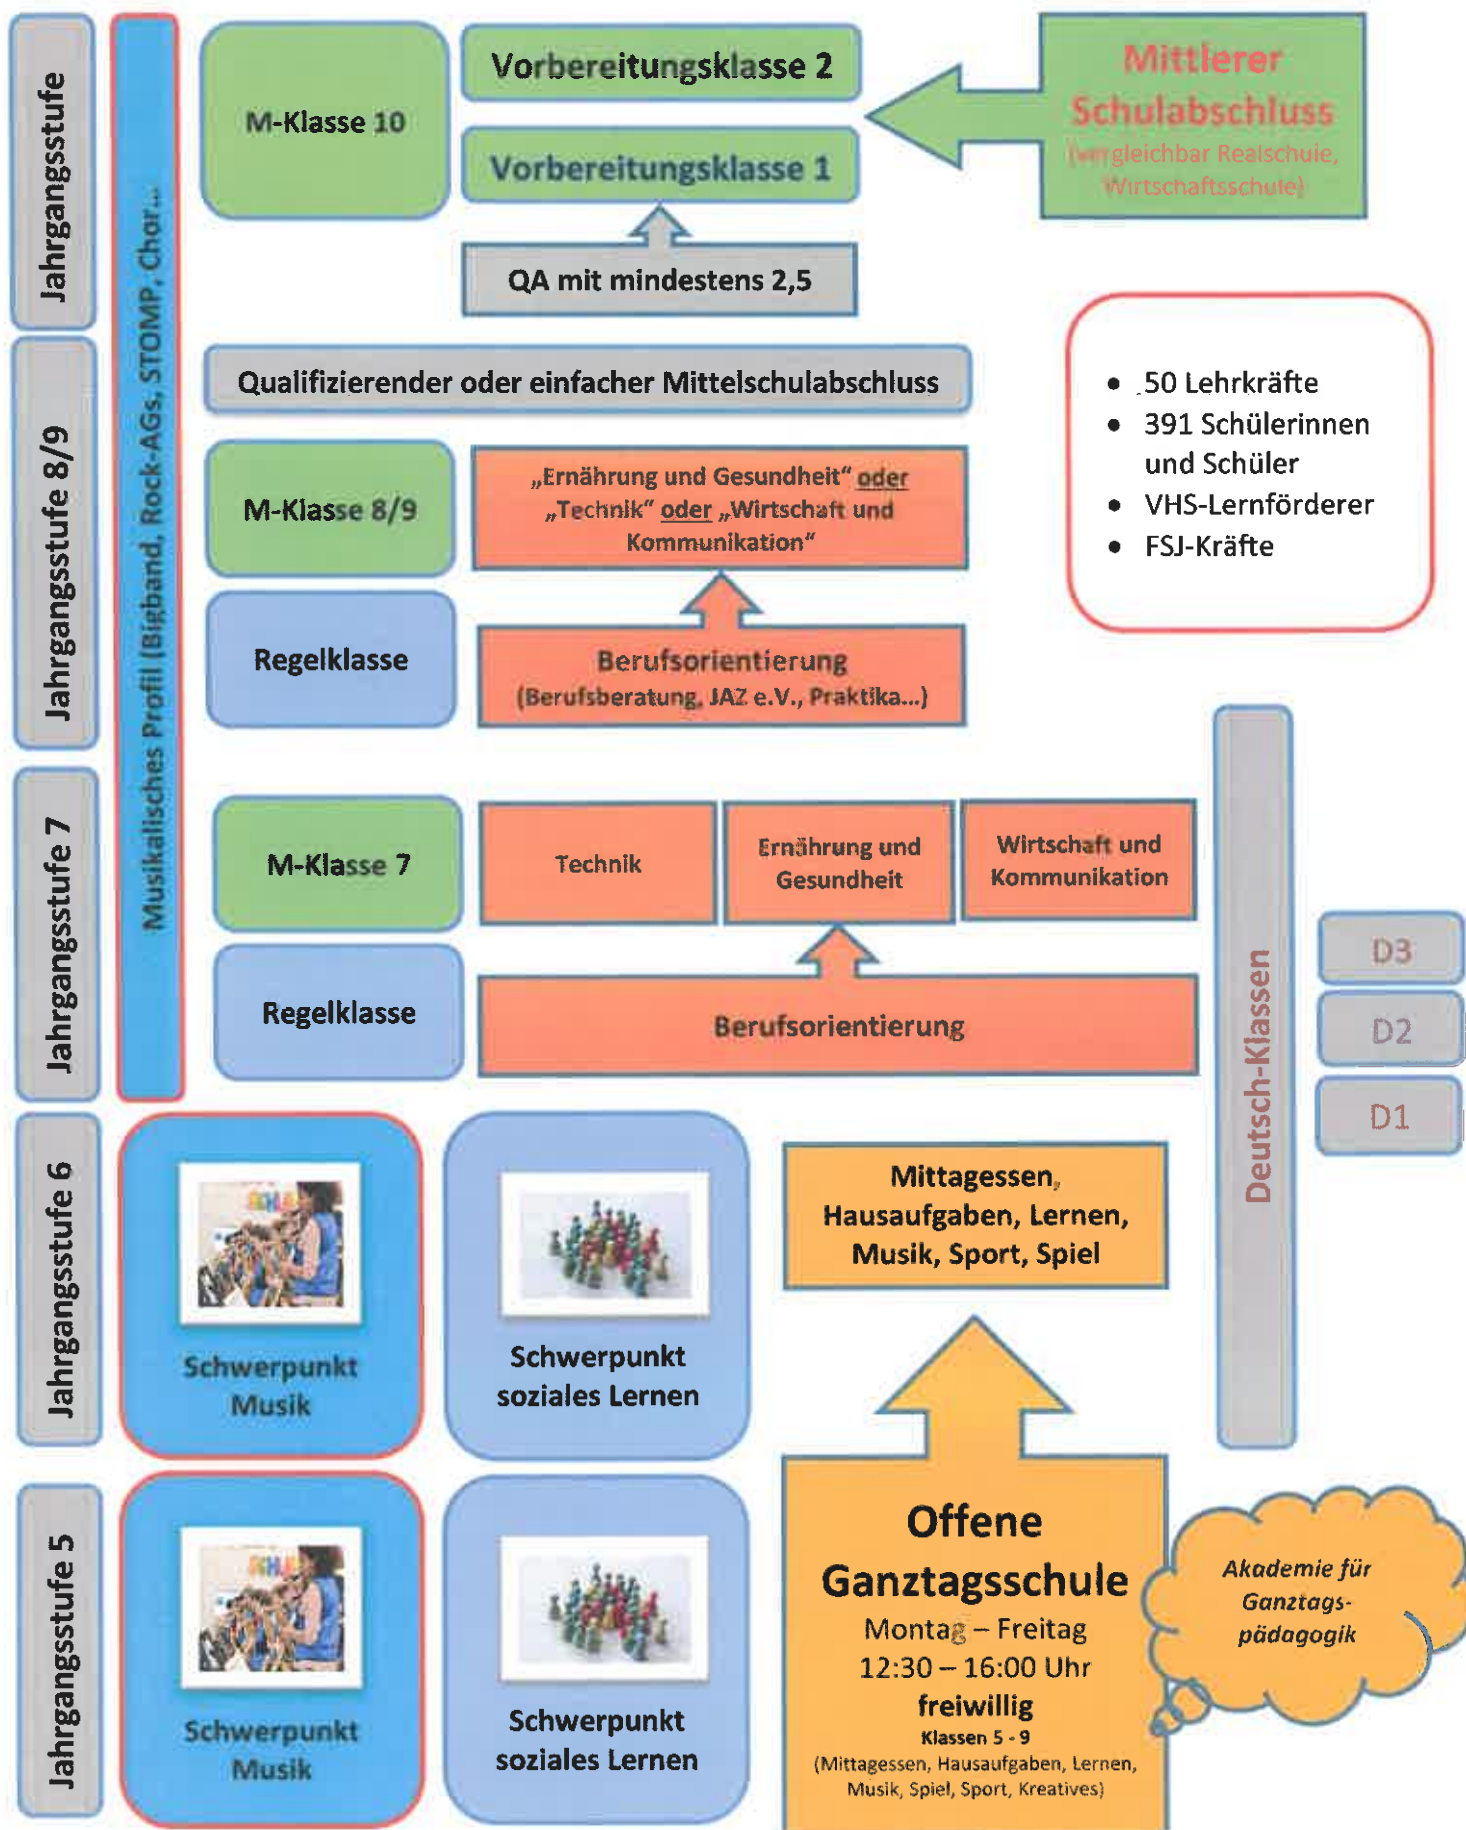 Jahrgangsstufe
Musikalisches Profil (Bigband, Rock-AGs, STOMP, Chor...
M-Klasse 10
Vorbereitungsklasse 2
Vorbereitungsklasse 1
QA mit mindestens 2,5
Mittlerer
Schulabschluss
(vergleichbar Realschule,
Wirtschaftsschule)
Qualifizierender oder einfacher Mittelschulabschluss
• 50 Lehrkräfte
• 391 Schülerinnen
und Schüler
• VHS-Lernförderer
• FSJ-Kräfte
Jahrgangsstufe 8/9
M-Klasse 8/9
„Ernährung und Gesundheit“ oder
„Technik“ oder „Wirtschaft und
Kommunikation“
Regelklasse
Berufsorientierung
(Berufsberatung, JAZ e.V., Praktika...)
Jahrgangsstufe 7
M-Klasse 7
Technik
Ernährung und
Gesundheit
Wirtschaft und
Kommunikation
Regelklasse
Berufsorientierung
Deutsch-Klassen
D3
D2
D1
Jahrgangsstufe 6
Schwerpunkt
Musik
Schwerpunkt
soziales Lernen
Mittagessen,
Hausaufgaben, Lernen,
Musik, Sport, Spiel
Jahrgangsstufe 5
Schwerpunkt
Musik
Schwerpunkt
soziales Lernen
Offene
Ganztagsschule
Montag – Freitag
12:30 – 16:00 Uhr
freiwillig
Klassen 5 - 9
(Mittagessen, Hausaufgaben, Lernen,
Musik, Spiel, Sport, Kreatives)
Akademie für
Ganztags-
pädagogik